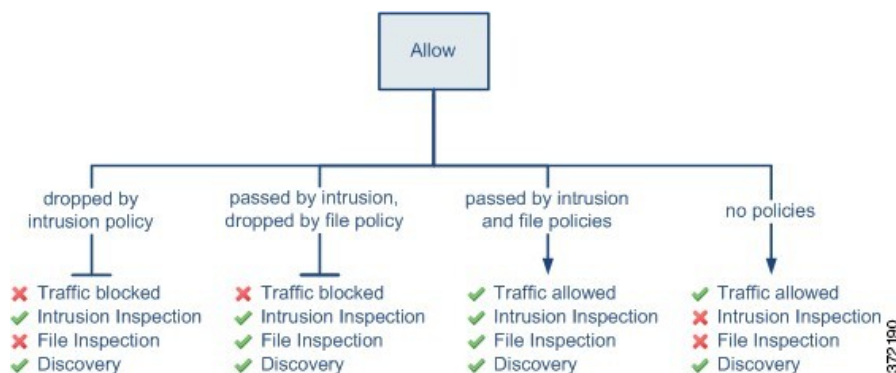 Allow
dropped by
intrusion policy
passed by intrusion,
dropped by file policy
passed by intrusion
and file policies
no policies
Traffic blocked
Intrusion Inspection
File Inspection
Discovery
Traffic blocked
Intrusion Inspection
File Inspection
Discovery
Traffic allowed
Intrusion Inspection
File Inspection
Discovery
Traffic allowed
Intrusion Inspection
File Inspection
Discovery
372190